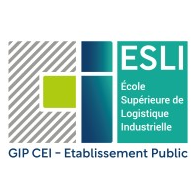 ESLI
École
Supérieure de
Logistique
Industrielle
GIP CEI - Etablissement Public